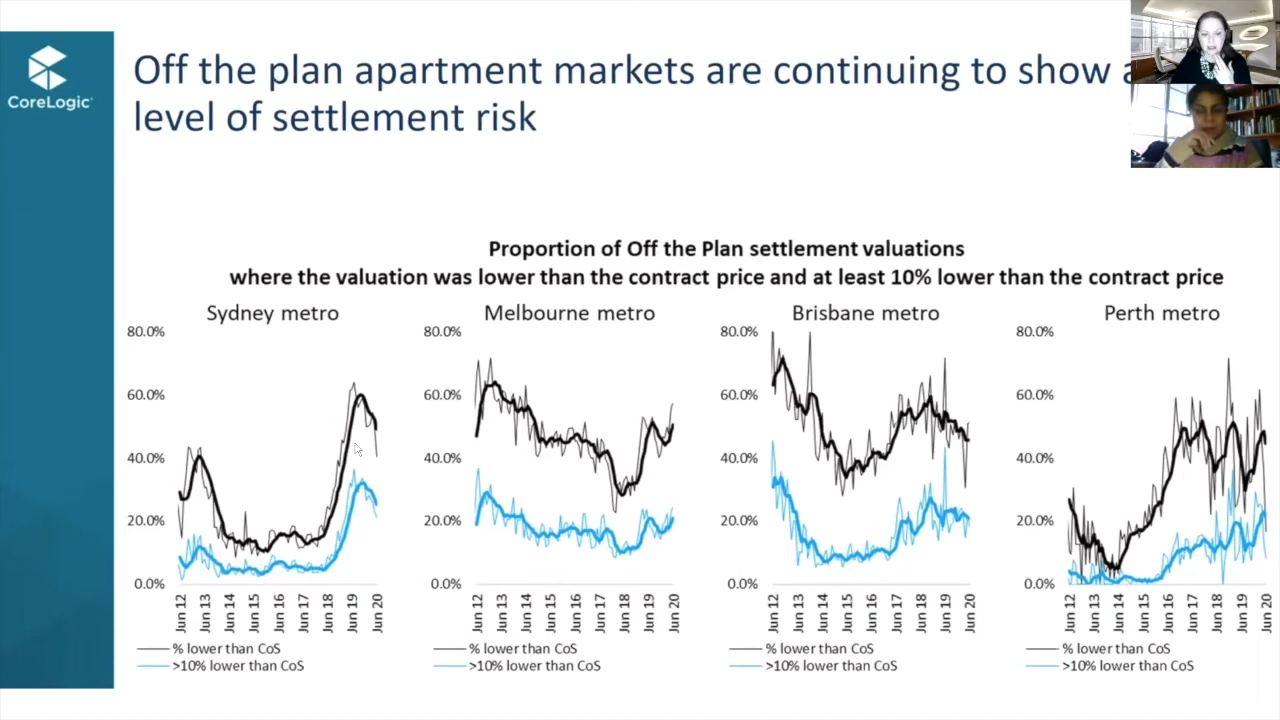 CoreLogic
Off the plan apartment markets are continuing to show a
level of settlement risk
Proportion of Off the Plan settlement valuations
where the valuation was lower than the contract price and at least 10% lower than the contract price
Sydney metro
80.0%
60.0%
40.0%
20.0%
0.0%
Jun 12
Jun 13
Jun 14
Jun 15
Jun 16
Jun 17
Jun 18
Jun 19
Jun 20
% lower than CoS
>10% lower than CoS
Melbourne metro
80.0%
60.0%
40.0%
20.0%
0.0%
Jun 12
Jun 13
Jun 14
Jun 15
Jun 16
Jun 17
Jun 18
Jun 19
Jun 20
% lower than CoS
>10% lower than CoS
Brisbane metro
80.0%
60.0%
40.0%
20.0%
0.0%
Jun 12
Jun 13
Jun 14
Jun 15
Jun 16
Jun 17
Jun 18
Jun 19
Jun 20
% lower than CoS
>10% lower than CoS
Perth metro
80.0%
60.0%
40.0%
20.0%
0.0%
Jun 12
Jun 13
Jun 14
Jun 15
Jun 16
Jun 17
Jun 18
Jun 19
Jun 20
% lower than CoS
>10% lower than CoS